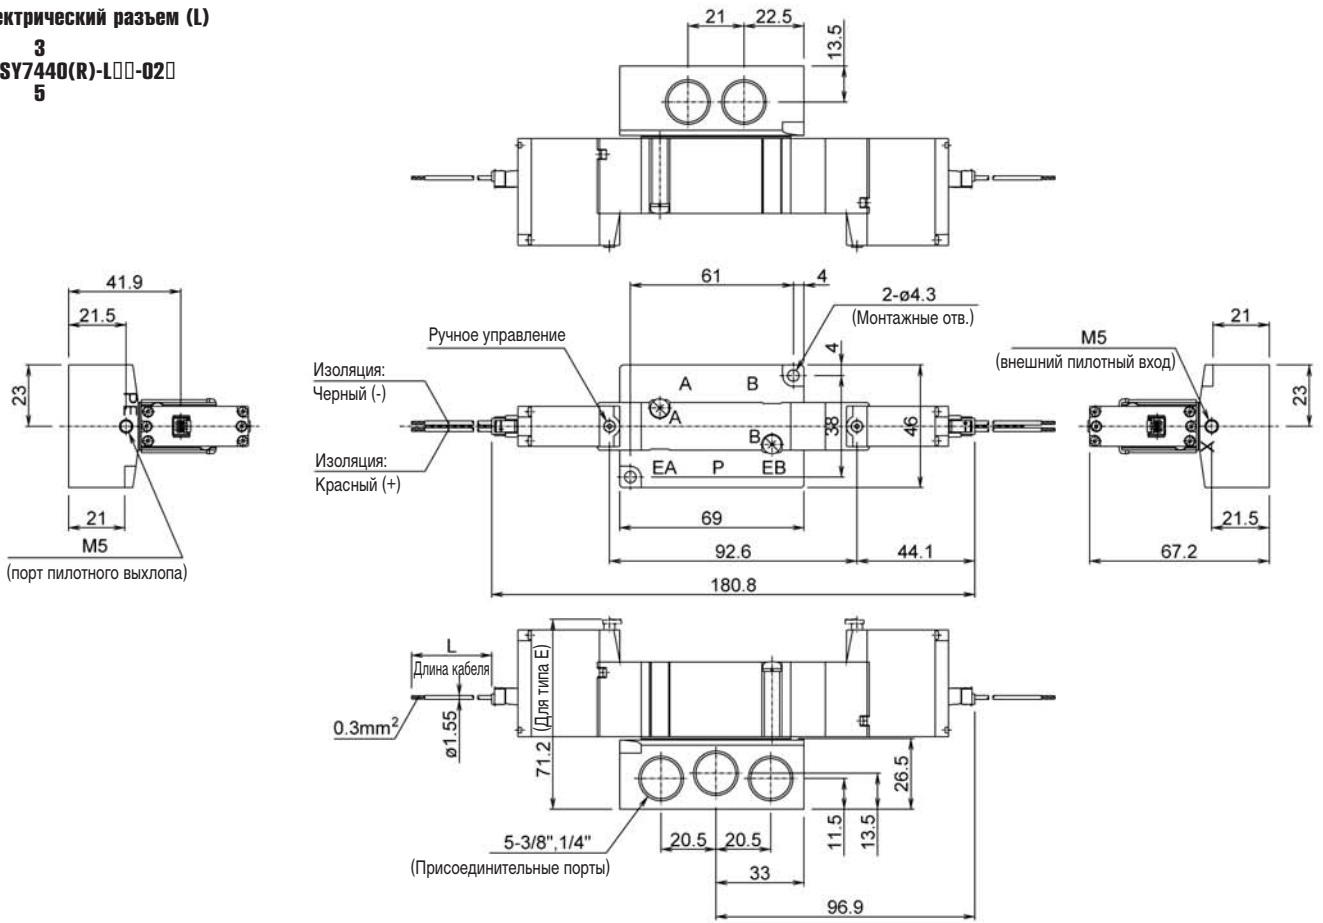 ектрический разъем (L)
3
SY7440(R)-L▯▯-02▯
5
21
22.5
13.5
41.9
21.5
23
21
M5
(порт пилотного выхлопа)
61
4
2-ø4.3
(Монтажные отв.)
4
Ручное управление
Изоляция:
Черный (-)
Изоляция:
Красный (+)
A
B
A
B
EA
P
EB
38
46
69
92.6
44.1
180.8
M5
(внешний пилотный вход)
21
23
X
21.5
67.2
L
Длина кабеля
0.3mm²
ø1.55
71.2
(Для типа E)
5-3/8",1/4"
(Присоединительные порты)
20.5
20.5
33
96.9
11.5
13.5
26.5